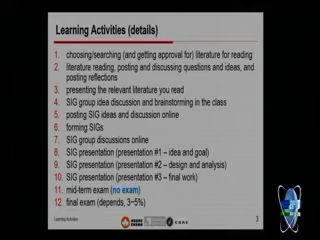 Learning Activities (details)
1. choosing/searching (and getting approval for) literature for reading
2. literature reading, posting and discussing questions and ideas, and
posting reflections
3. presenting the relevant literature you read
4. SIG group idea discussion and brainstorming in the class
5. posting SIG ideas and discussion online
6. forming SIGs
7. SIG group discussions online
8. SIG presentation (presentation #1 – idea and goal)
9. SIG presentation (presentation #2 – design and analysis)
10. SIG presentation (presentation #3 – final work)
11. mid-term exam (no exam)
12. final exam (depends, 3~5%)
Learning Activities
3